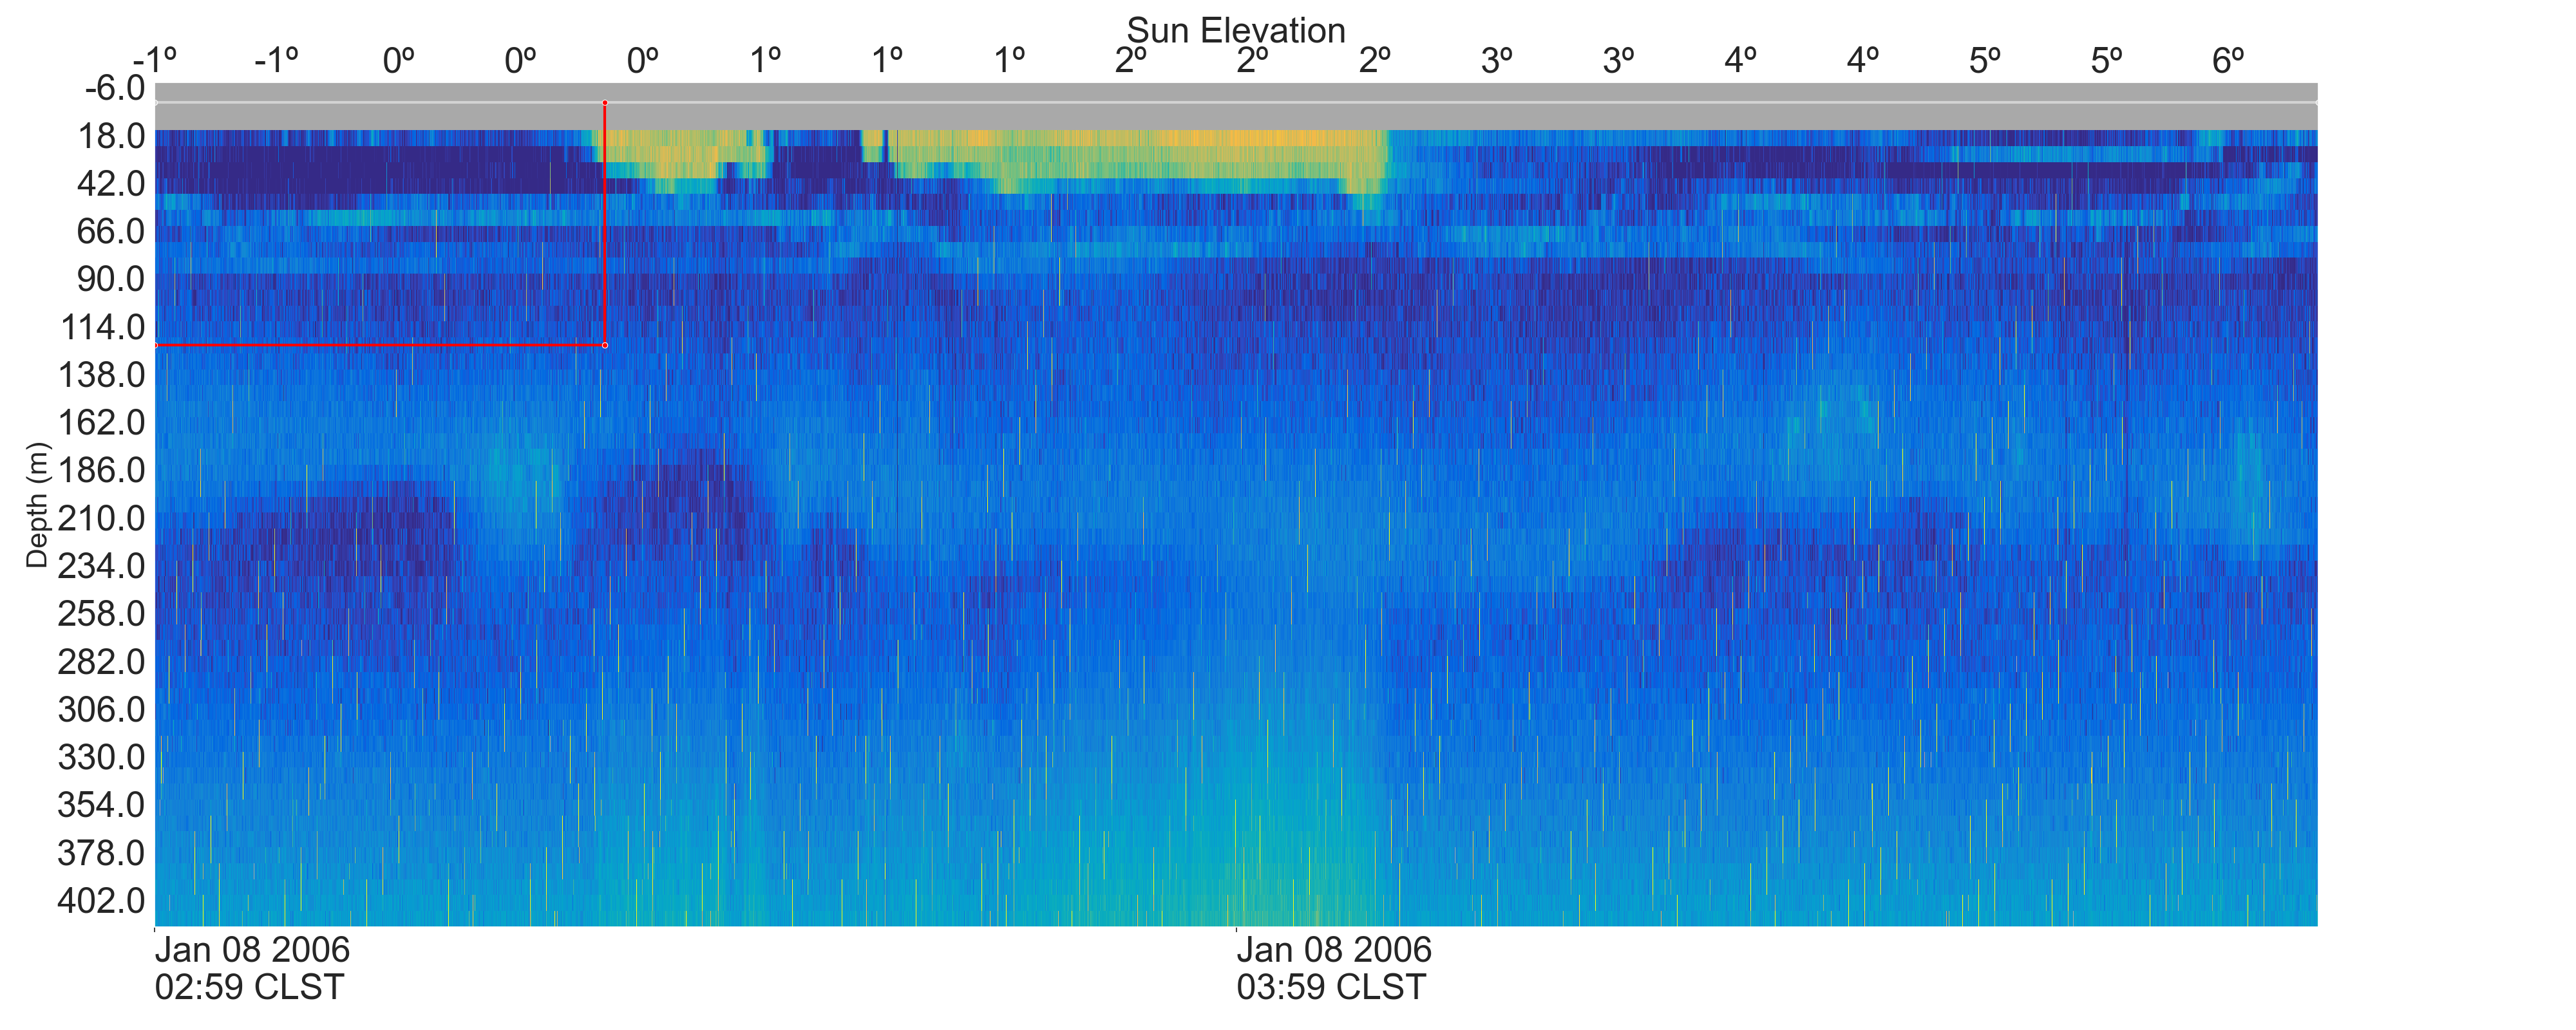 Sun Elevation
-1º -1º 0º 0º 0º 1º 1º 1º 2º 2º 2º 3º 3º 4º 4º 5º 5º 6º
-6.0
18.0
42.0
66.0
90.0
114.0
138.0
162.0
186.0
210.0
234.0
258.0
282.0
306.0
330.0
354.0
378.0
402.0
Depth (m)
Jan 08 2006
02:59 CLST
Jan 08 2006
03:59 CLST